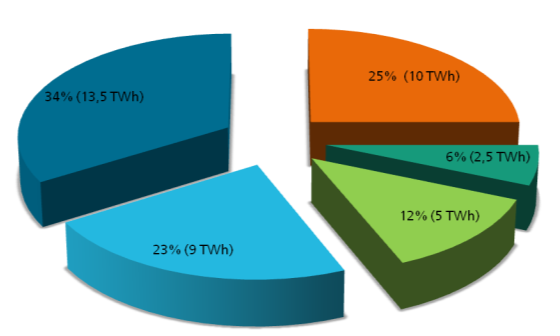 25% (10 TWh)
34% (13,5 TWh)
6% (2,5 TWh)
12% (5 TWh)
23% (9 TWh)